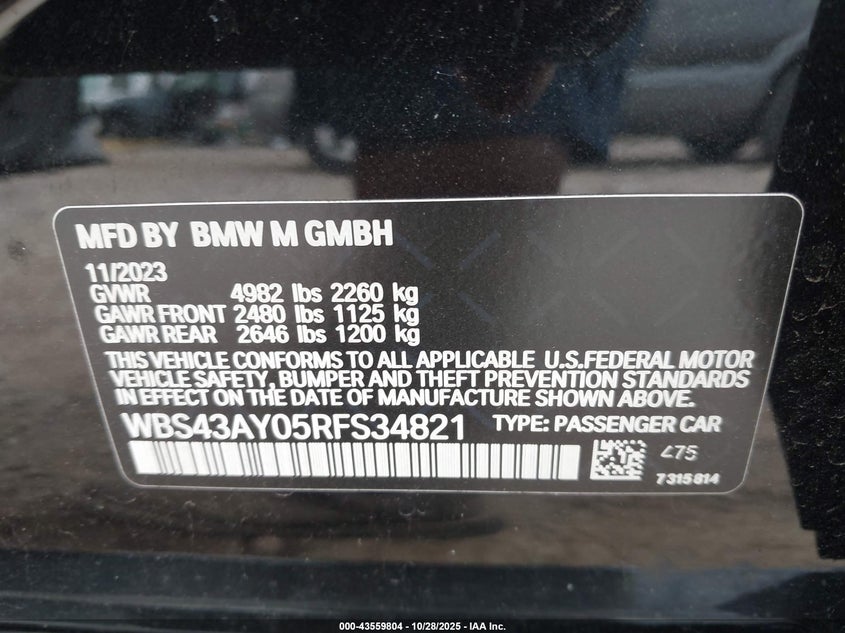 MFD BY BMW M GMBH
11/2023
GVWR 4982 lbs 2260 kg
GAWR FRONT 2480 lbs 1125 kg
GAWR REAR 2646 lbs 1200 kg
THIS VEHICLE CONFORMS TO ALL APPLICABLE U.S.FEDERAL MOTOR
VEHICLE SAFETY, BUMPER AND THEFT PREVENTION STANDARDS
IN EFFECT ON THE DATE OF MANUFACTURE SHOWN ABOVE.
WBS43AY05RFS34821 TYPE: PASSENGER CAR
475
7315814
000-43559804 - 10/28/2025 - IAA Inc.